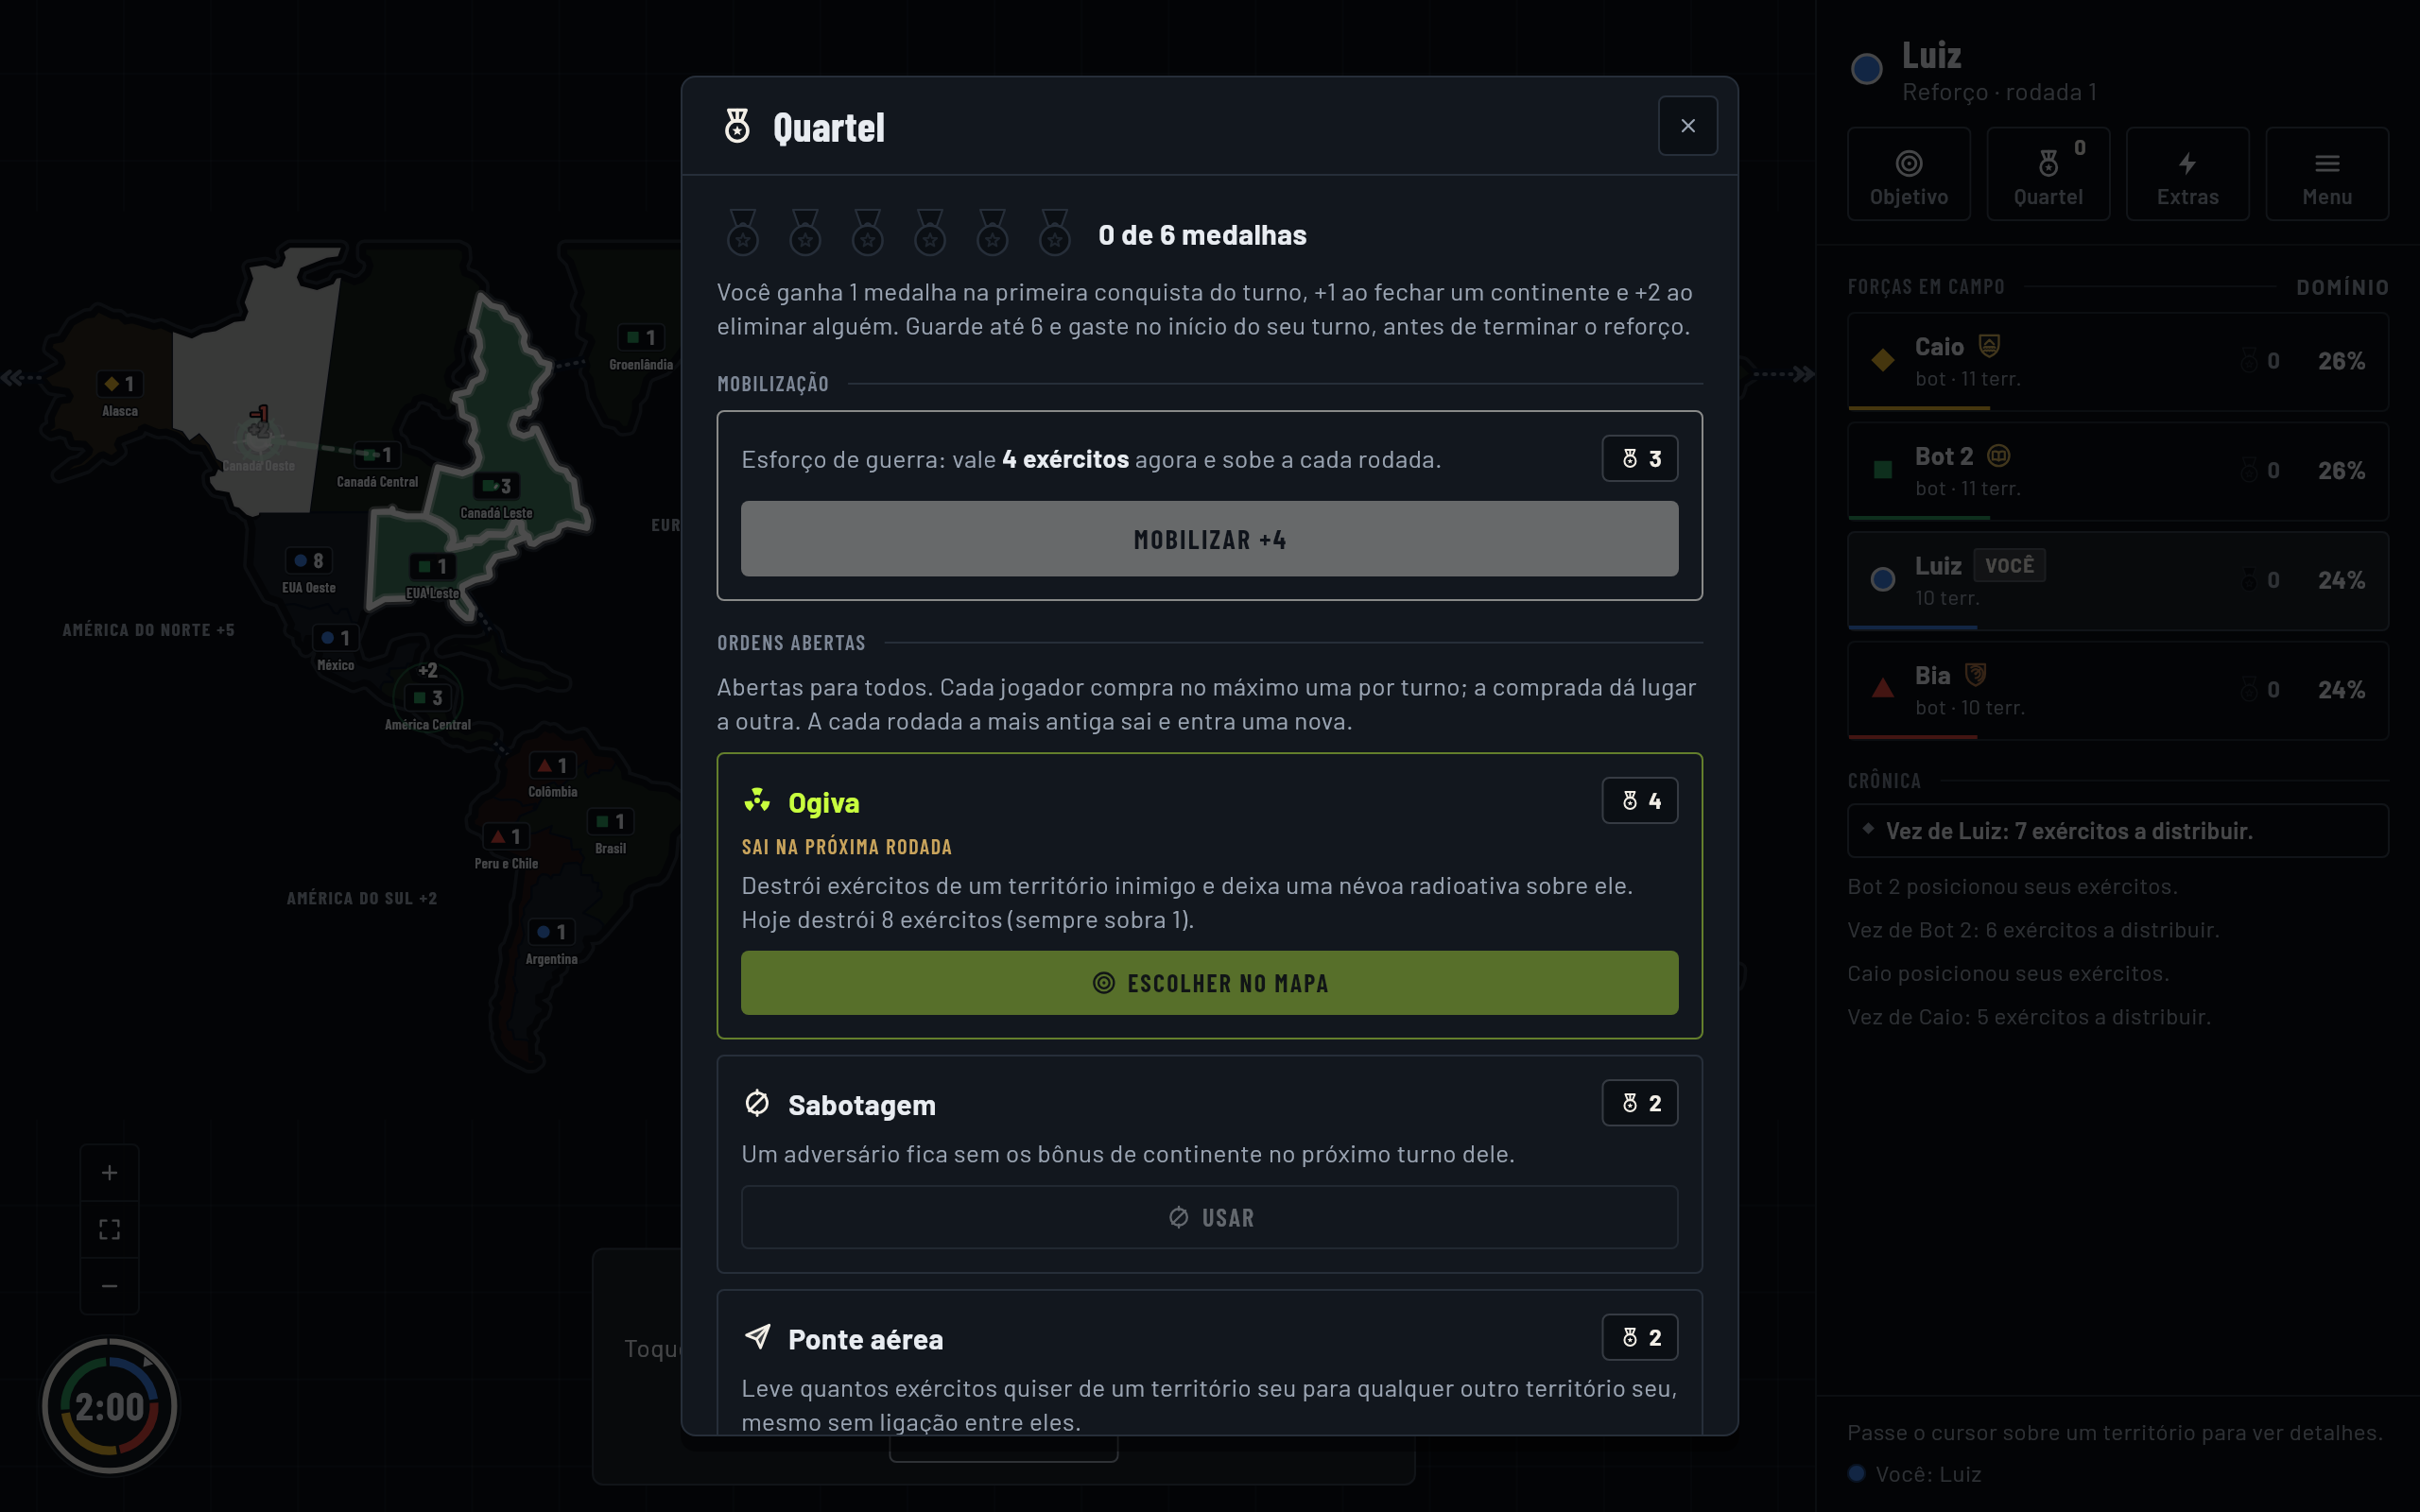 Quartel
0 de 6 medalhas
Você ganha 1 medalha na primeira conquista do turno, +1 ao fechar um continente e +2 ao
eliminar alguém. Guarde até 6 e gaste no início do seu turno, antes de terminar o reforço.
MOBILIZAÇÃO
Esforço de guerra: vale 4 exércitos agora e sobe a cada rodada.
3
MOBILIZAR +4
ORDENS ABERTAS
Abertas para todos. Cada jogador compra no máximo uma por turno; a comprada dá lugar
a outra. A cada rodada a mais antiga sai e entra uma nova.
Ogiva
4
SAI NA PRÓXIMA RODADA
Destrói exércitos de um território inimigo e deixa uma névoa radioativa sobre ele.
Hoje destrói 8 exércitos (sempre sobra 1).
ESCOLHER NO MAPA
Sabotagem
2
Um adversário fica sem os bônus de continente no próximo turno dele.
USAR
Ponte aérea
2
Leve quantos exércitos quiser de um território seu para qualquer outro território seu,
mesmo sem ligação entre eles.
1
Alasca
-1
+2
Canadá Oeste
1
Canadá Central
3
Canadá Leste
1
Groenlândia
8
EUA Oeste
1
EUA Leste
EUR
AMÉRICA DO NORTE +5
1
México
+2
3
América Central
1
Colômbia
1
Brasil
1
Peru e Chile
AMÉRICA DO SUL +2
1
Argentina
+
−
2:00
Toqu
Luiz
Reforço · rodada 1
Objetivo
0
Quartel
Extras
Menu
FORÇAS EM CAMPO
DOMÍNIO
Caio
bot · 11 terr.
0
26%
Bot 2
bot · 11 terr.
0
26%
Luiz VOCÊ
10 terr.
0
24%
Bia
bot · 10 terr.
0
24%
CRÔNICA
Vez de Luiz: 7 exércitos a distribuir.
Bot 2 posicionou seus exércitos.
Vez de Bot 2: 6 exércitos a distribuir.
Caio posicionou seus exércitos.
Vez de Caio: 5 exércitos a distribuir.
Passe o cursor sobre um território para ver detalhes.
Você: Luiz